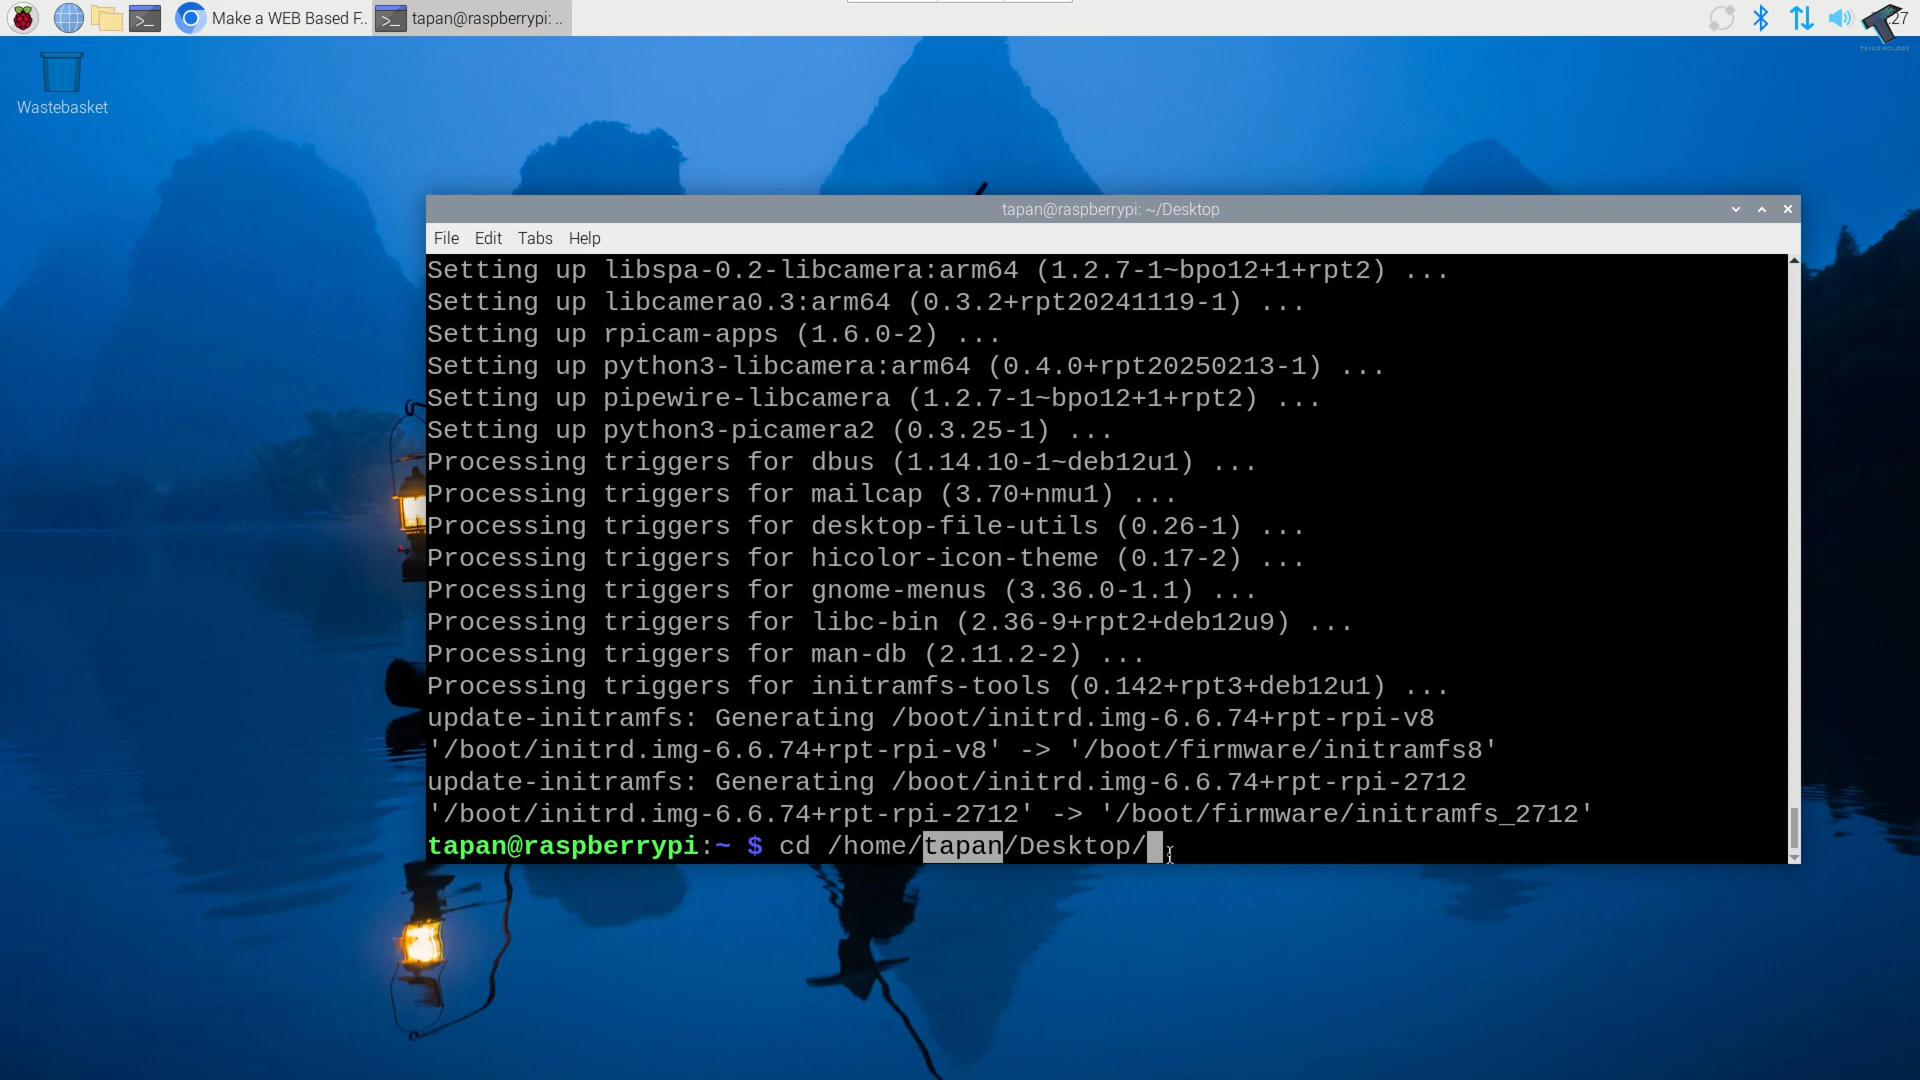 Make a WEB Based F..
tapan@raspberrypi: ..
27
TRICKNOLOGY
Wastebasket
tapan@raspberrypi: ~/Desktop
File Edit Tabs Help
Setting up libspa-0.2-libcamera:arm64 (1.2.7-1~bpo12+1+rpt2) ...
Setting up libcamera0.3:arm64 (0.3.2+rpt20241119-1) ...
Setting up rpicam-apps (1.6.0-2) ...
Setting up python3-libcamera:arm64 (0.4.0+rpt20250213-1) ...
Setting up pipewire-libcamera (1.2.7-1~bpo12+1+rpt2) ...
Setting up python3-picamera2 (0.3.25-1) ...
Processing triggers for dbus (1.14.10-1~deb12u1) ...
Processing triggers for mailcap (3.70+nmu1) ...
Processing triggers for desktop-file-utils (0.26-1) ...
Processing triggers for hicolor-icon-theme (0.17-2) ...
Processing triggers for gnome-menus (3.36.0-1.1) ...
Processing triggers for libc-bin (2.36-9+rpt2+deb12u9) ...
Processing triggers for man-db (2.11.2-2) ...
Processing triggers for initramfs-tools (0.142+rpt3+deb12u1) ...
update-initramfs: Generating /boot/initrd.img-6.6.74+rpt-rpi-v8
'/boot/initrd.img-6.6.74+rpt-rpi-v8' -> '/boot/firmware/initramfs8'
update-initramfs: Generating /boot/initrd.img-6.6.74+rpt-rpi-2712
'/boot/initrd.img-6.6.74+rpt-rpi-2712' -> '/boot/firmware/initramfs_2712'
tapan@raspberrypi:~ $ cd /home/tapan/Desktop/